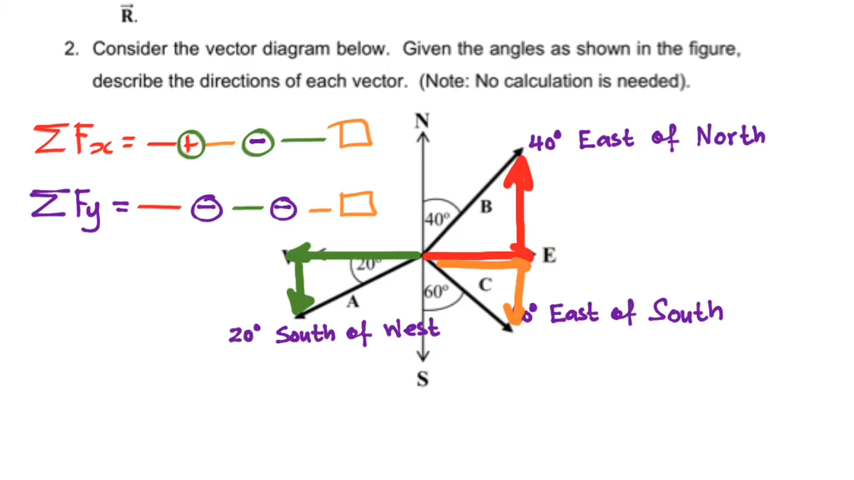 R.
2. Consider the vector diagram below. Given the angles as shown in the figure,
describe the directions of each vector. (Note: No calculation is needed).
ΣFx = — + — - — □
ΣFy = — - — - — □
N
40° East of North
40°
B
E
20°
60°
C
A
° East of South
20° South of West
S